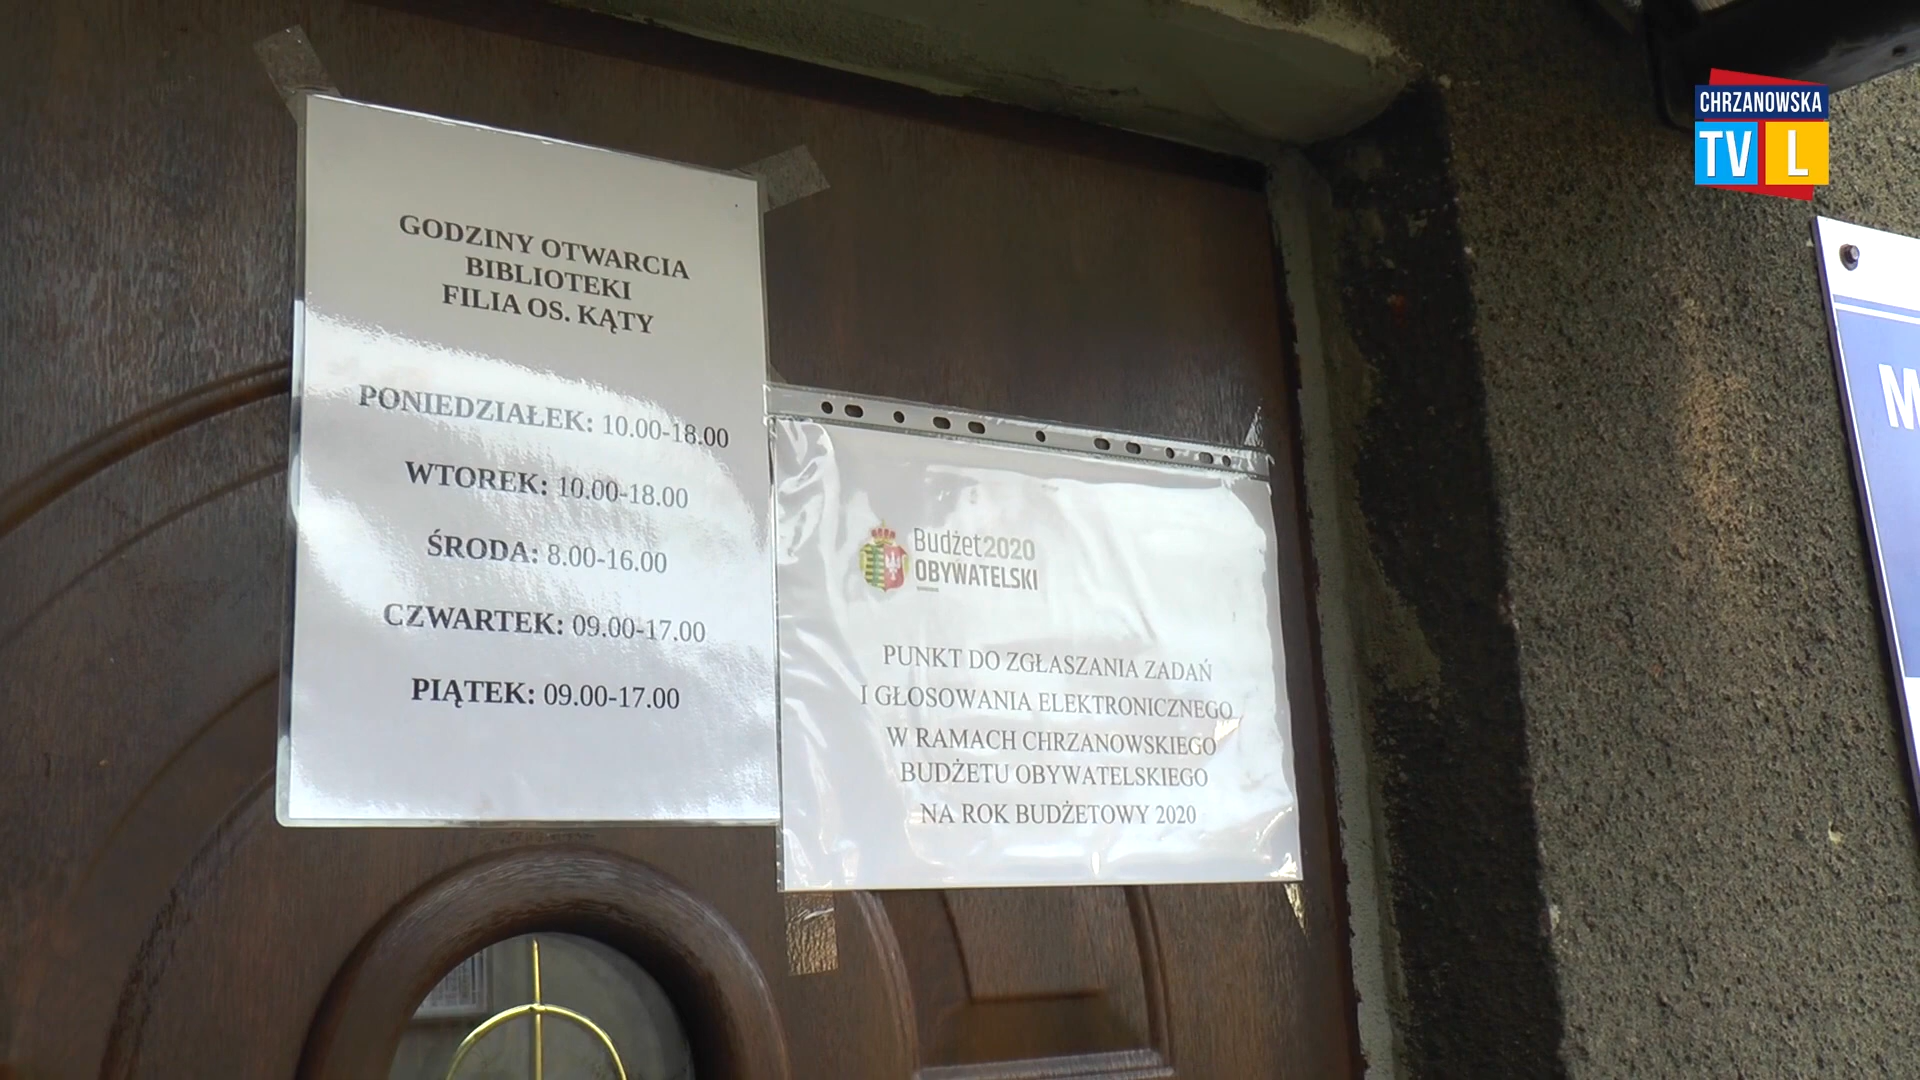 GODZINY OTWARCIA
BIBLIOTEKI
FILIA OS. KĄTY
PONIEDZIAŁEK: 10.00-18.00
WTOREK: 10.00-18.00
ŚRODA: 8.00-16.00
CZWARTEK: 09.00-17.00
PIĄTEK: 09.00-17.00
Budżet2020
OBYWATELSKI
PUNKT DO ZGŁASZANIA ZADAŃ
I GŁOSOWANIA ELEKTRONICZNEGO
W RAMACH CHRZANOWSKIEGO
BUDŻETU OBYWATELSKIEGO
NA ROK BUDŻETOWY 2020
CHRZANOWSKA
TV L